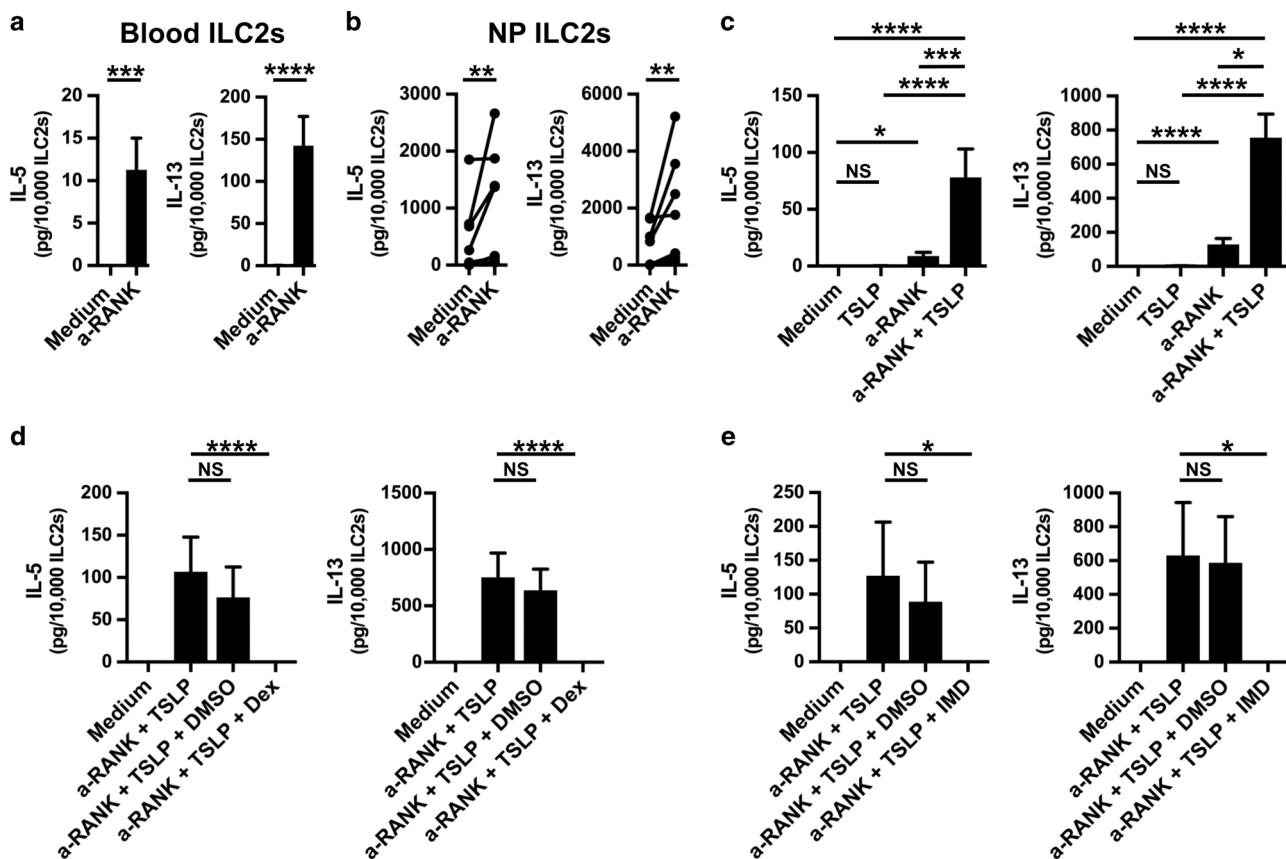 a
Blood ILC2s
***
IL-5
(pg/10,000 ILC2s)
20
15
10
5
0
Medium
a-RANK
****
IL-13
(pg/10,000 ILC2s)
200
150
100
50
0
Medium
a-RANK
b
NP ILC2s
**
IL-5
(pg/10,000 ILC2s)
3000
2000
1000
0
Medium
a-RANK
**
IL-13
(pg/10,000 ILC2s)
6000
4000
2000
0
Medium
a-RANK
c
****
***
****
*
NS
IL-5
(pg/10,000 ILC2s)
150
100
50
0
Medium
TSLP
a-RANK
a-RANK + TSLP
****
*
****
****
NS
IL-13
(pg/10,000 ILC2s)
1000
800
600
400
200
0
Medium
TSLP
a-RANK
a-RANK + TSLP
d
****
NS
IL-5
(pg/10,000 ILC2s)
200
150
100
50
0
Medium
a-RANK + TSLP
a-RANK + TSLP + DMSO
a-RANK + TSLP + Dex
****
NS
IL-13
(pg/10,000 ILC2s)
1500
1000
500
0
Medium
a-RANK + TSLP
a-RANK + TSLP + DMSO
a-RANK + TSLP + Dex
e
*
NS
IL-5
(pg/10,000 ILC2s)
250
200
150
100
50
0
Medium
a-RANK + TSLP
a-RANK + TSLP + DMSO
a-RANK + TSLP + IMD
*
NS
IL-13
(pg/10,000 ILC2s)
1000
800
600
400
200
0
Medium
a-RANK + TSLP
a-RANK + TSLP + DMSO
a-RANK + TSLP + IMD